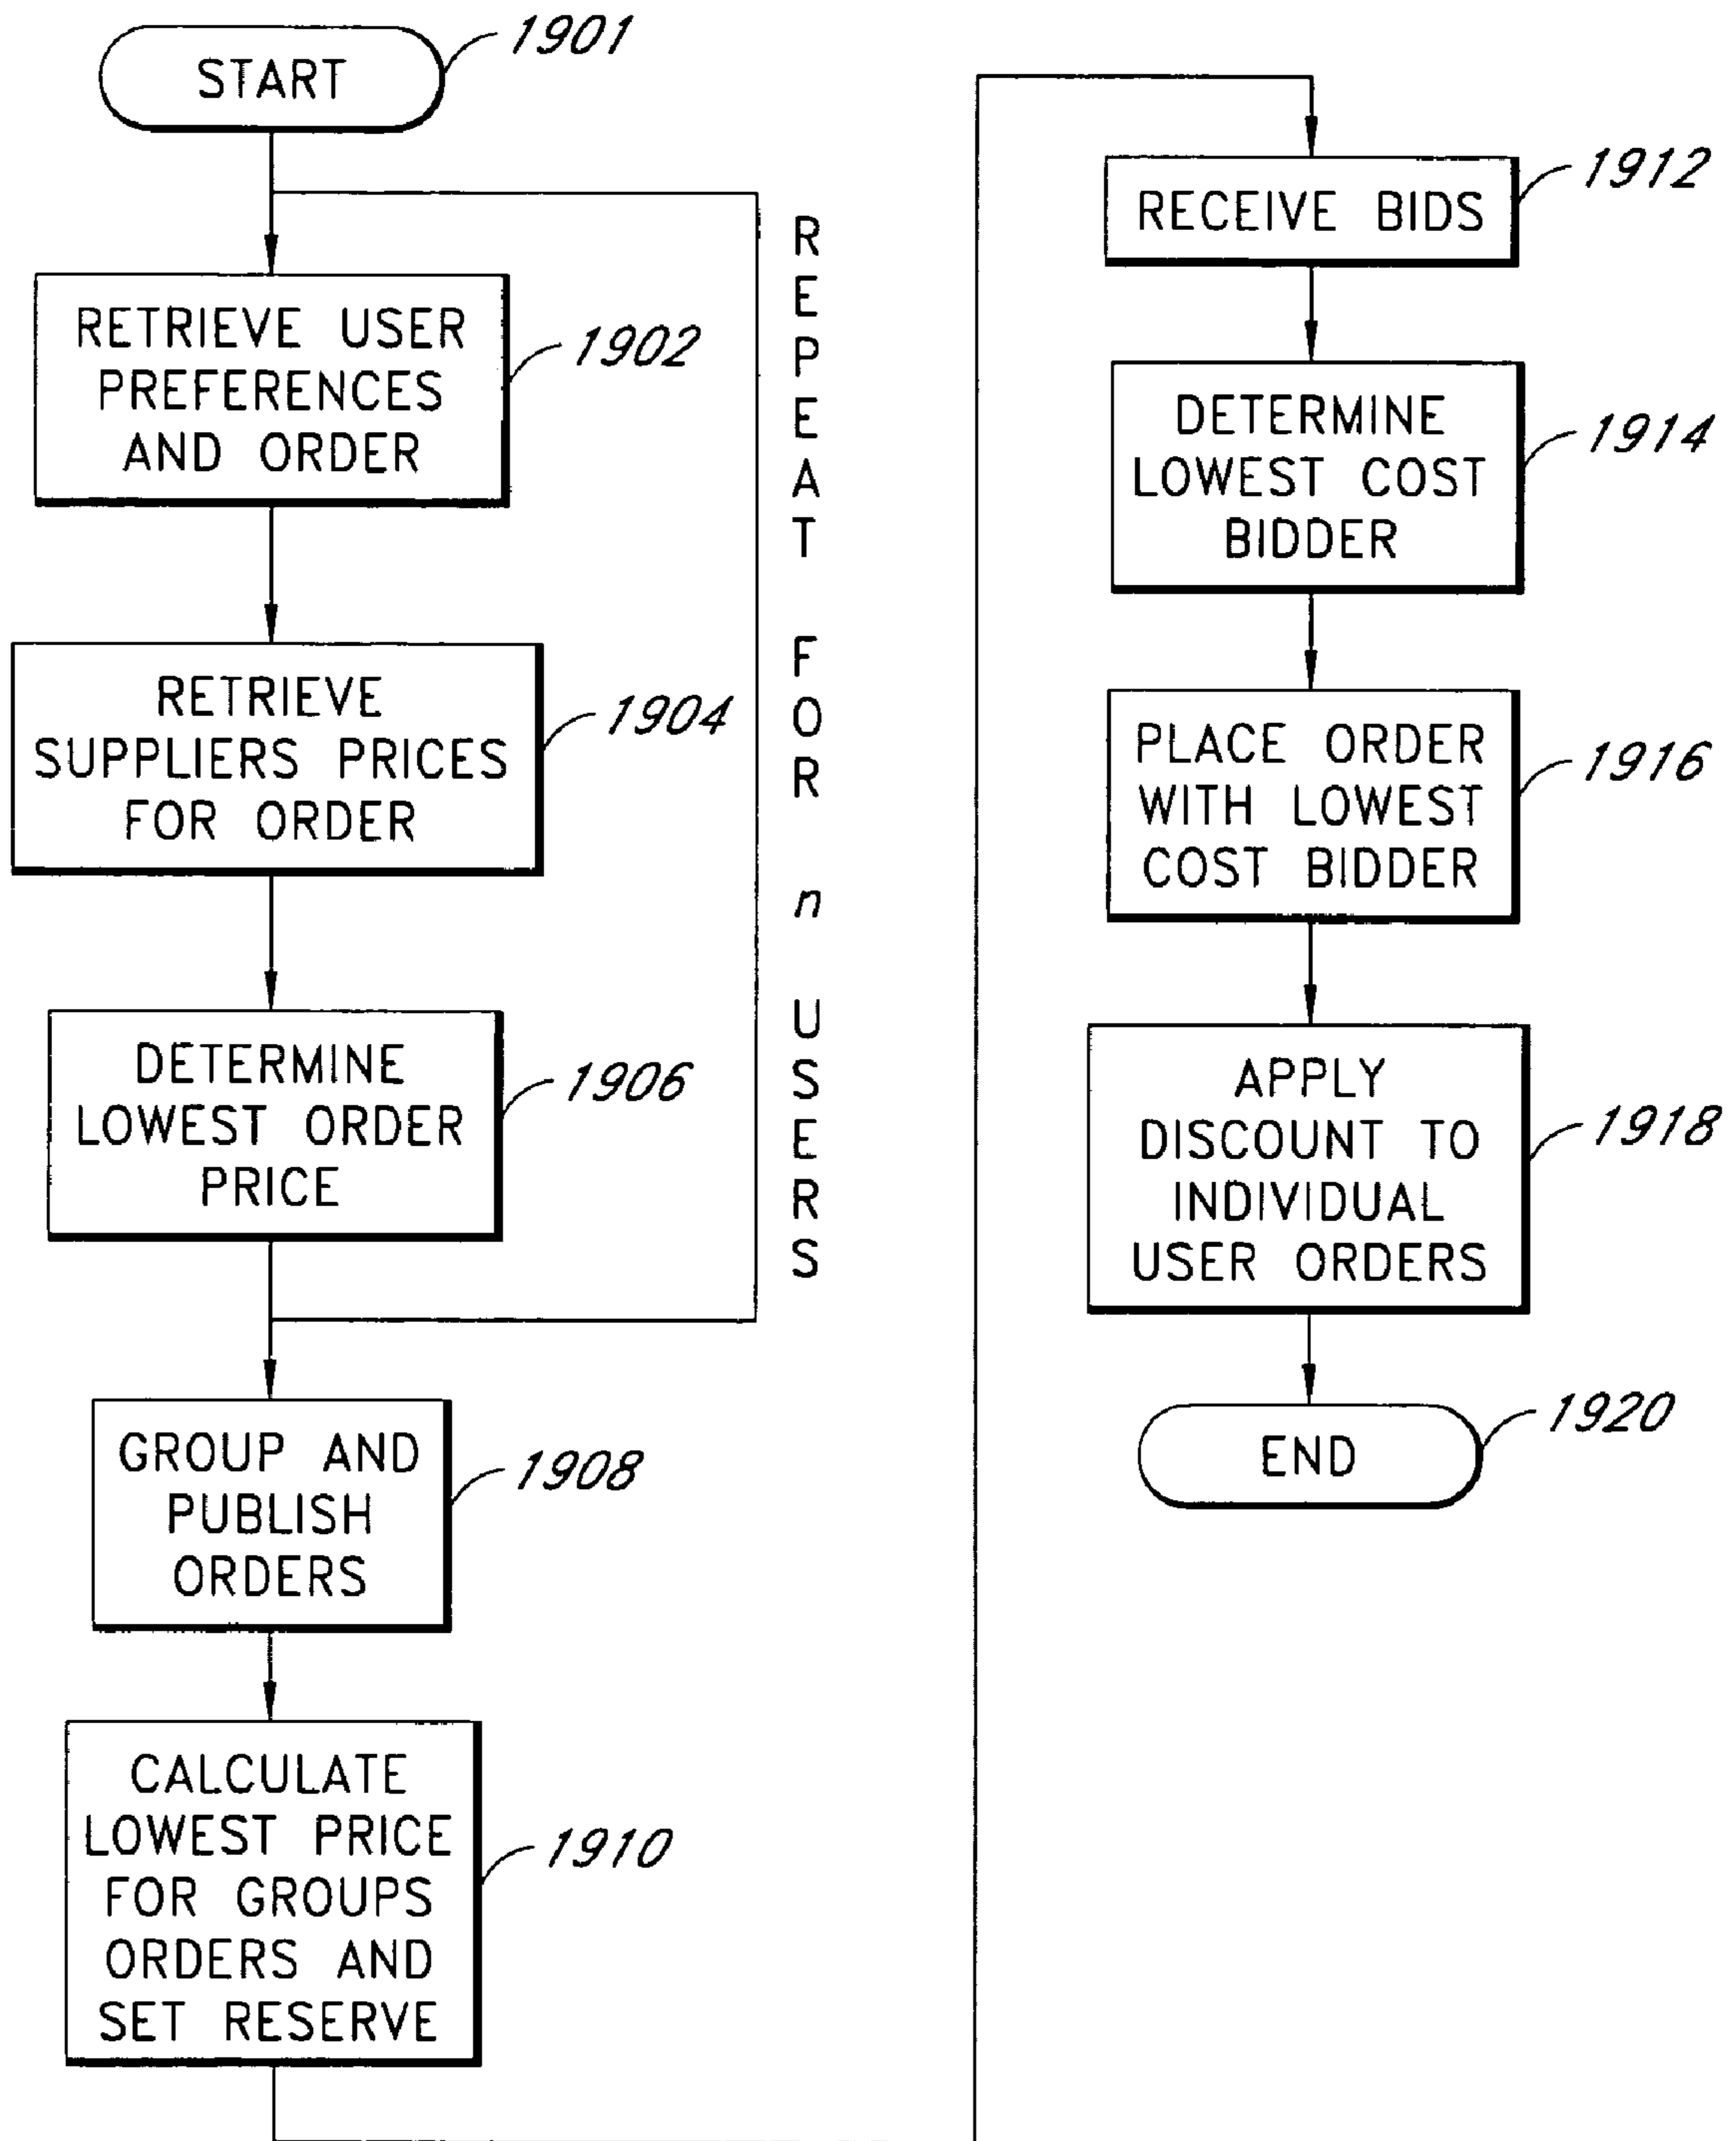 START
1901
RETRIEVE USER
PREFERENCES
AND ORDER
1902
RETRIEVE
SUPPLIERS PRICES
FOR ORDER
1904
DETERMINE
LOWEST ORDER
PRICE
1906
REPEAT FOR n USERS
GROUP AND
PUBLISH
ORDERS
1908
CALCULATE
LOWEST PRICE
FOR GROUPS
ORDERS AND
SET RESERVE
1910
RECEIVE BIDS
1912
DETERMINE
LOWEST COST
BIDDER
1914
PLACE ORDER
WITH LOWEST
COST BIDDER
1916
APPLY
DISCOUNT TO
INDIVIDUAL
USER ORDERS
1918
END
1920